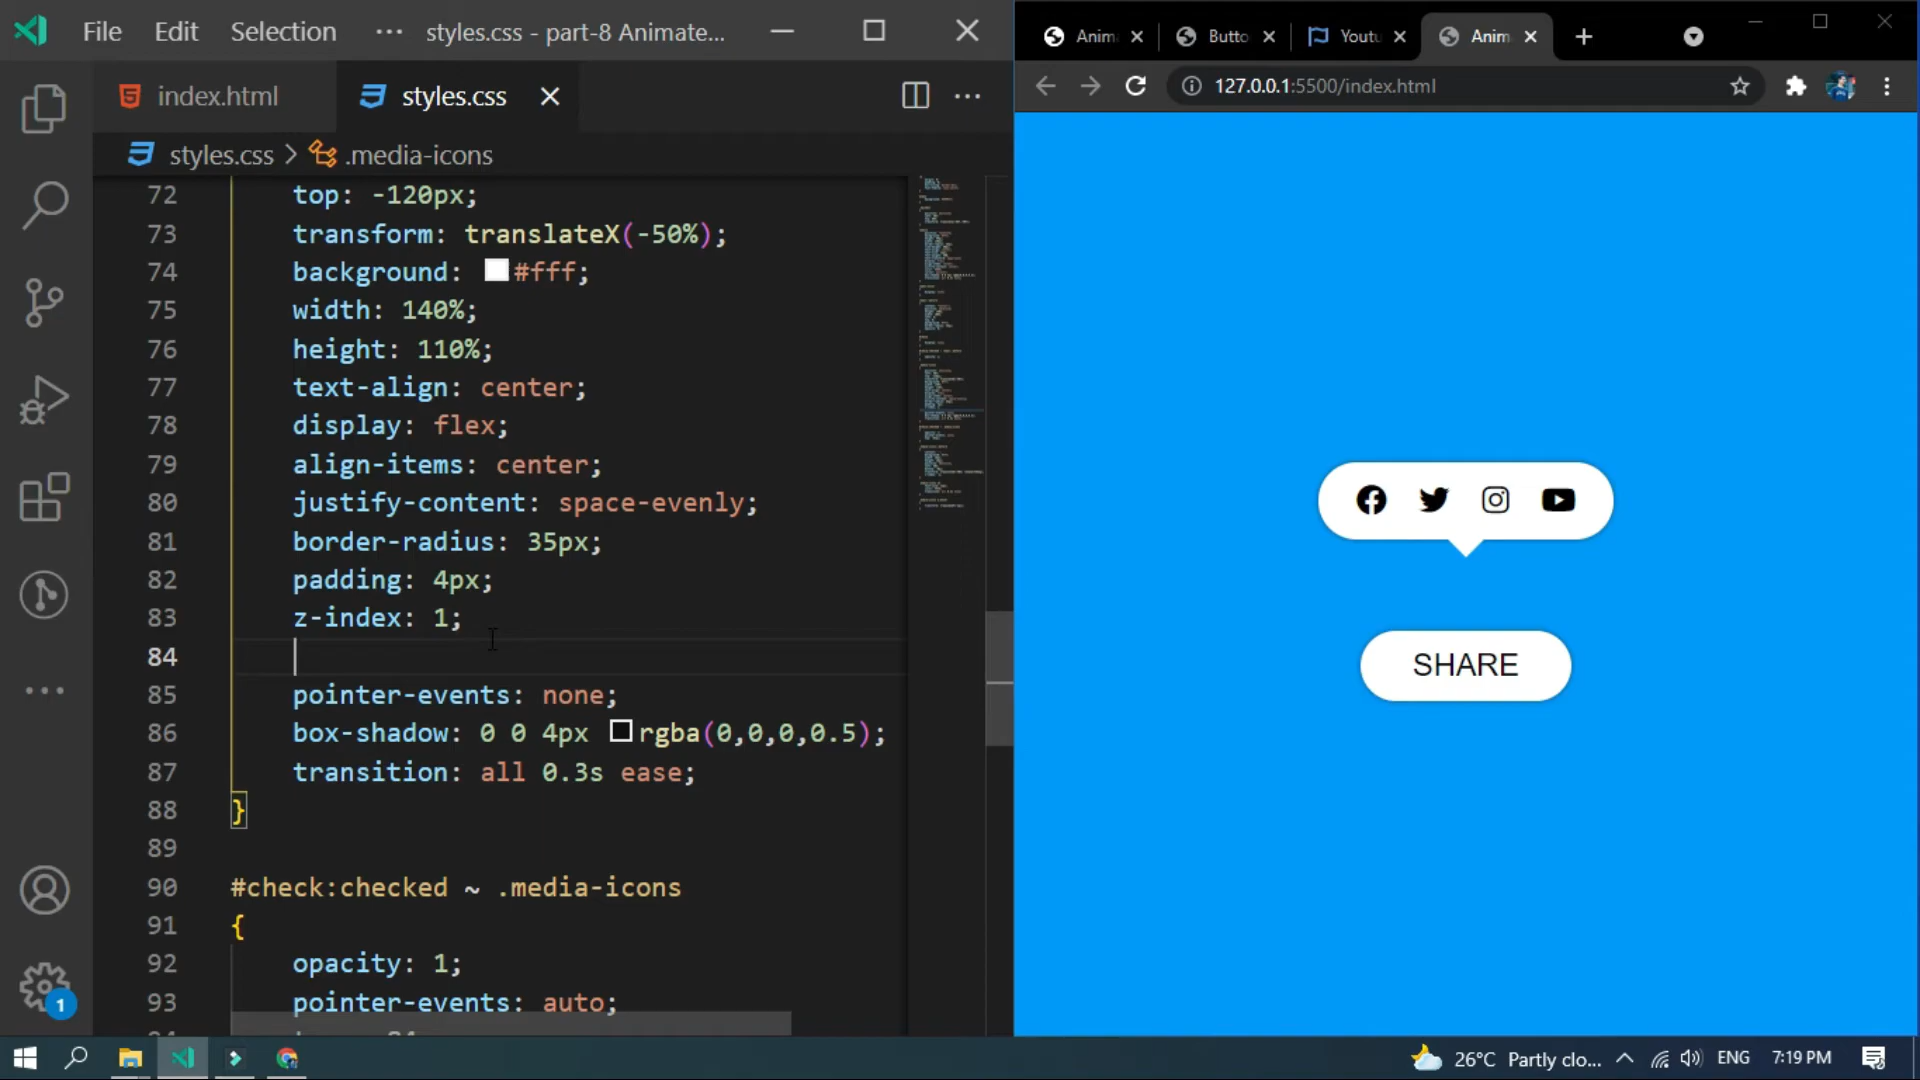 File Edit Selection ··· styles.css - part-8 Animate...
index.html styles.css
styles.css > .media-icons
72 top: -120px;
73 transform: translateX(-50%);
74 background: #fff;
75 width: 140%;
76 height: 110%;
77 text-align: center;
78 display: flex;
79 align-items: center;
80 justify-content: space-evenly;
81 border-radius: 35px;
82 padding: 4px;
83 z-index: 1;
84
85 pointer-events: none;
86 box-shadow: 0 0 4px rgba(0,0,0,0.5);
87 transition: all 0.3s ease;
88 }
89
90 #check:checked ~ .media-icons
91 {
92 opacity: 1;
93 pointer-events: auto;
1
Anim Butto Youtu Anim
127.0.0.1:5500/index.html
SHARE
26°C Partly clo... ENG 7:19 PM